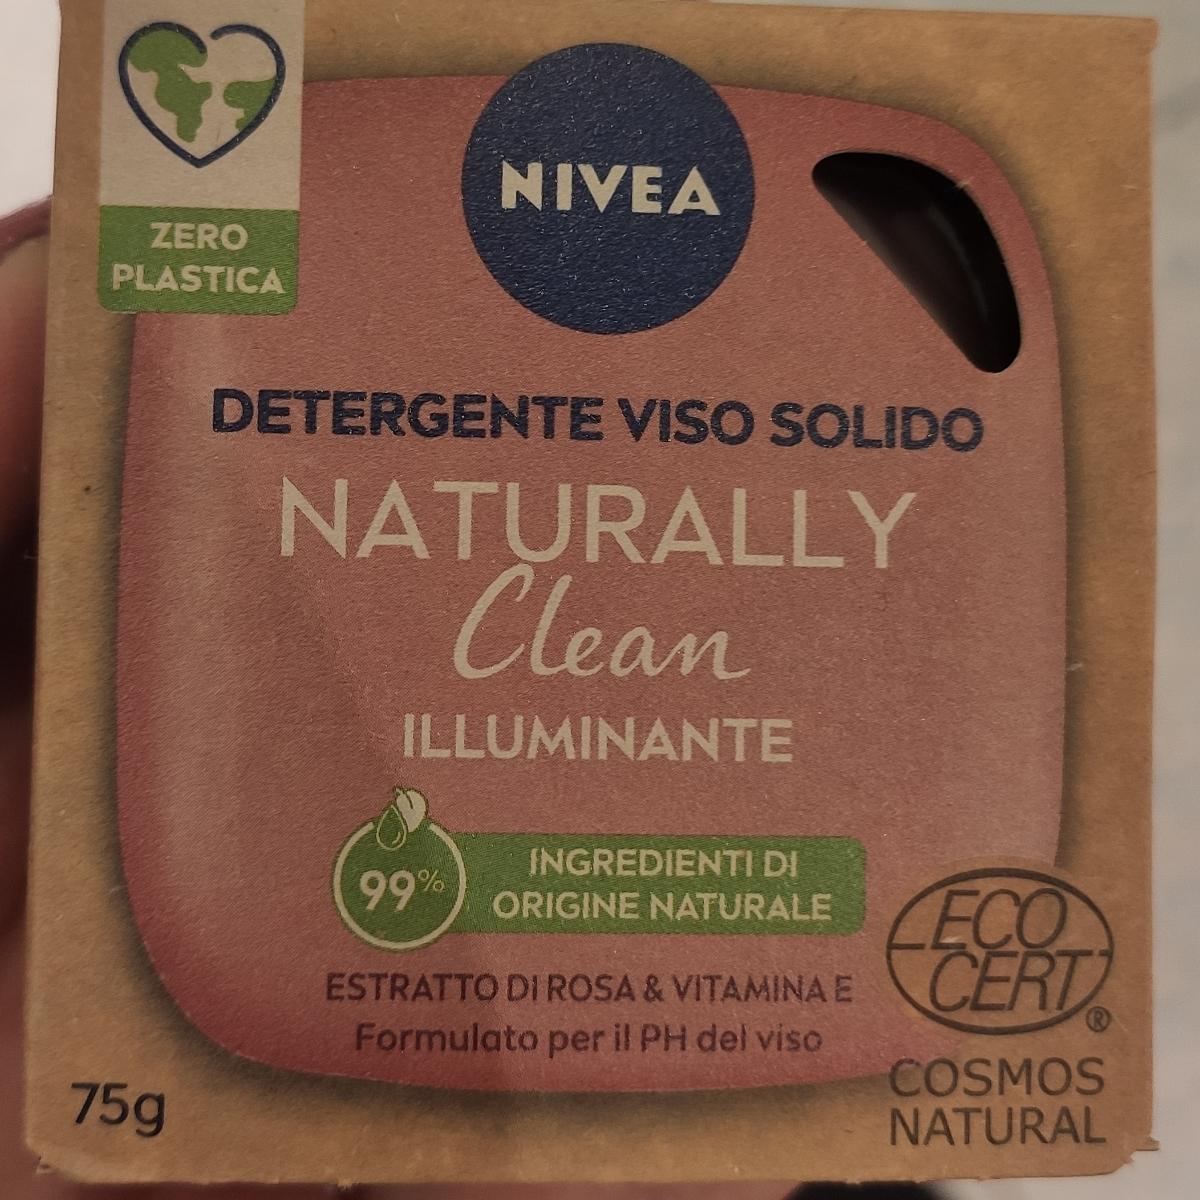 NIVEA
ZERO
PLASTICA
DETERGENTE VISO SOLIDO
NATURALLY
Clean
ILLUMINANTE
99%
INGREDIENTI DI
ORIGINE NATURALE
ESTRATTO DI ROSA & VITAMINA E
Formulato per il PH del viso
ECO
CERT®
COSMOS
NATURAL
75g